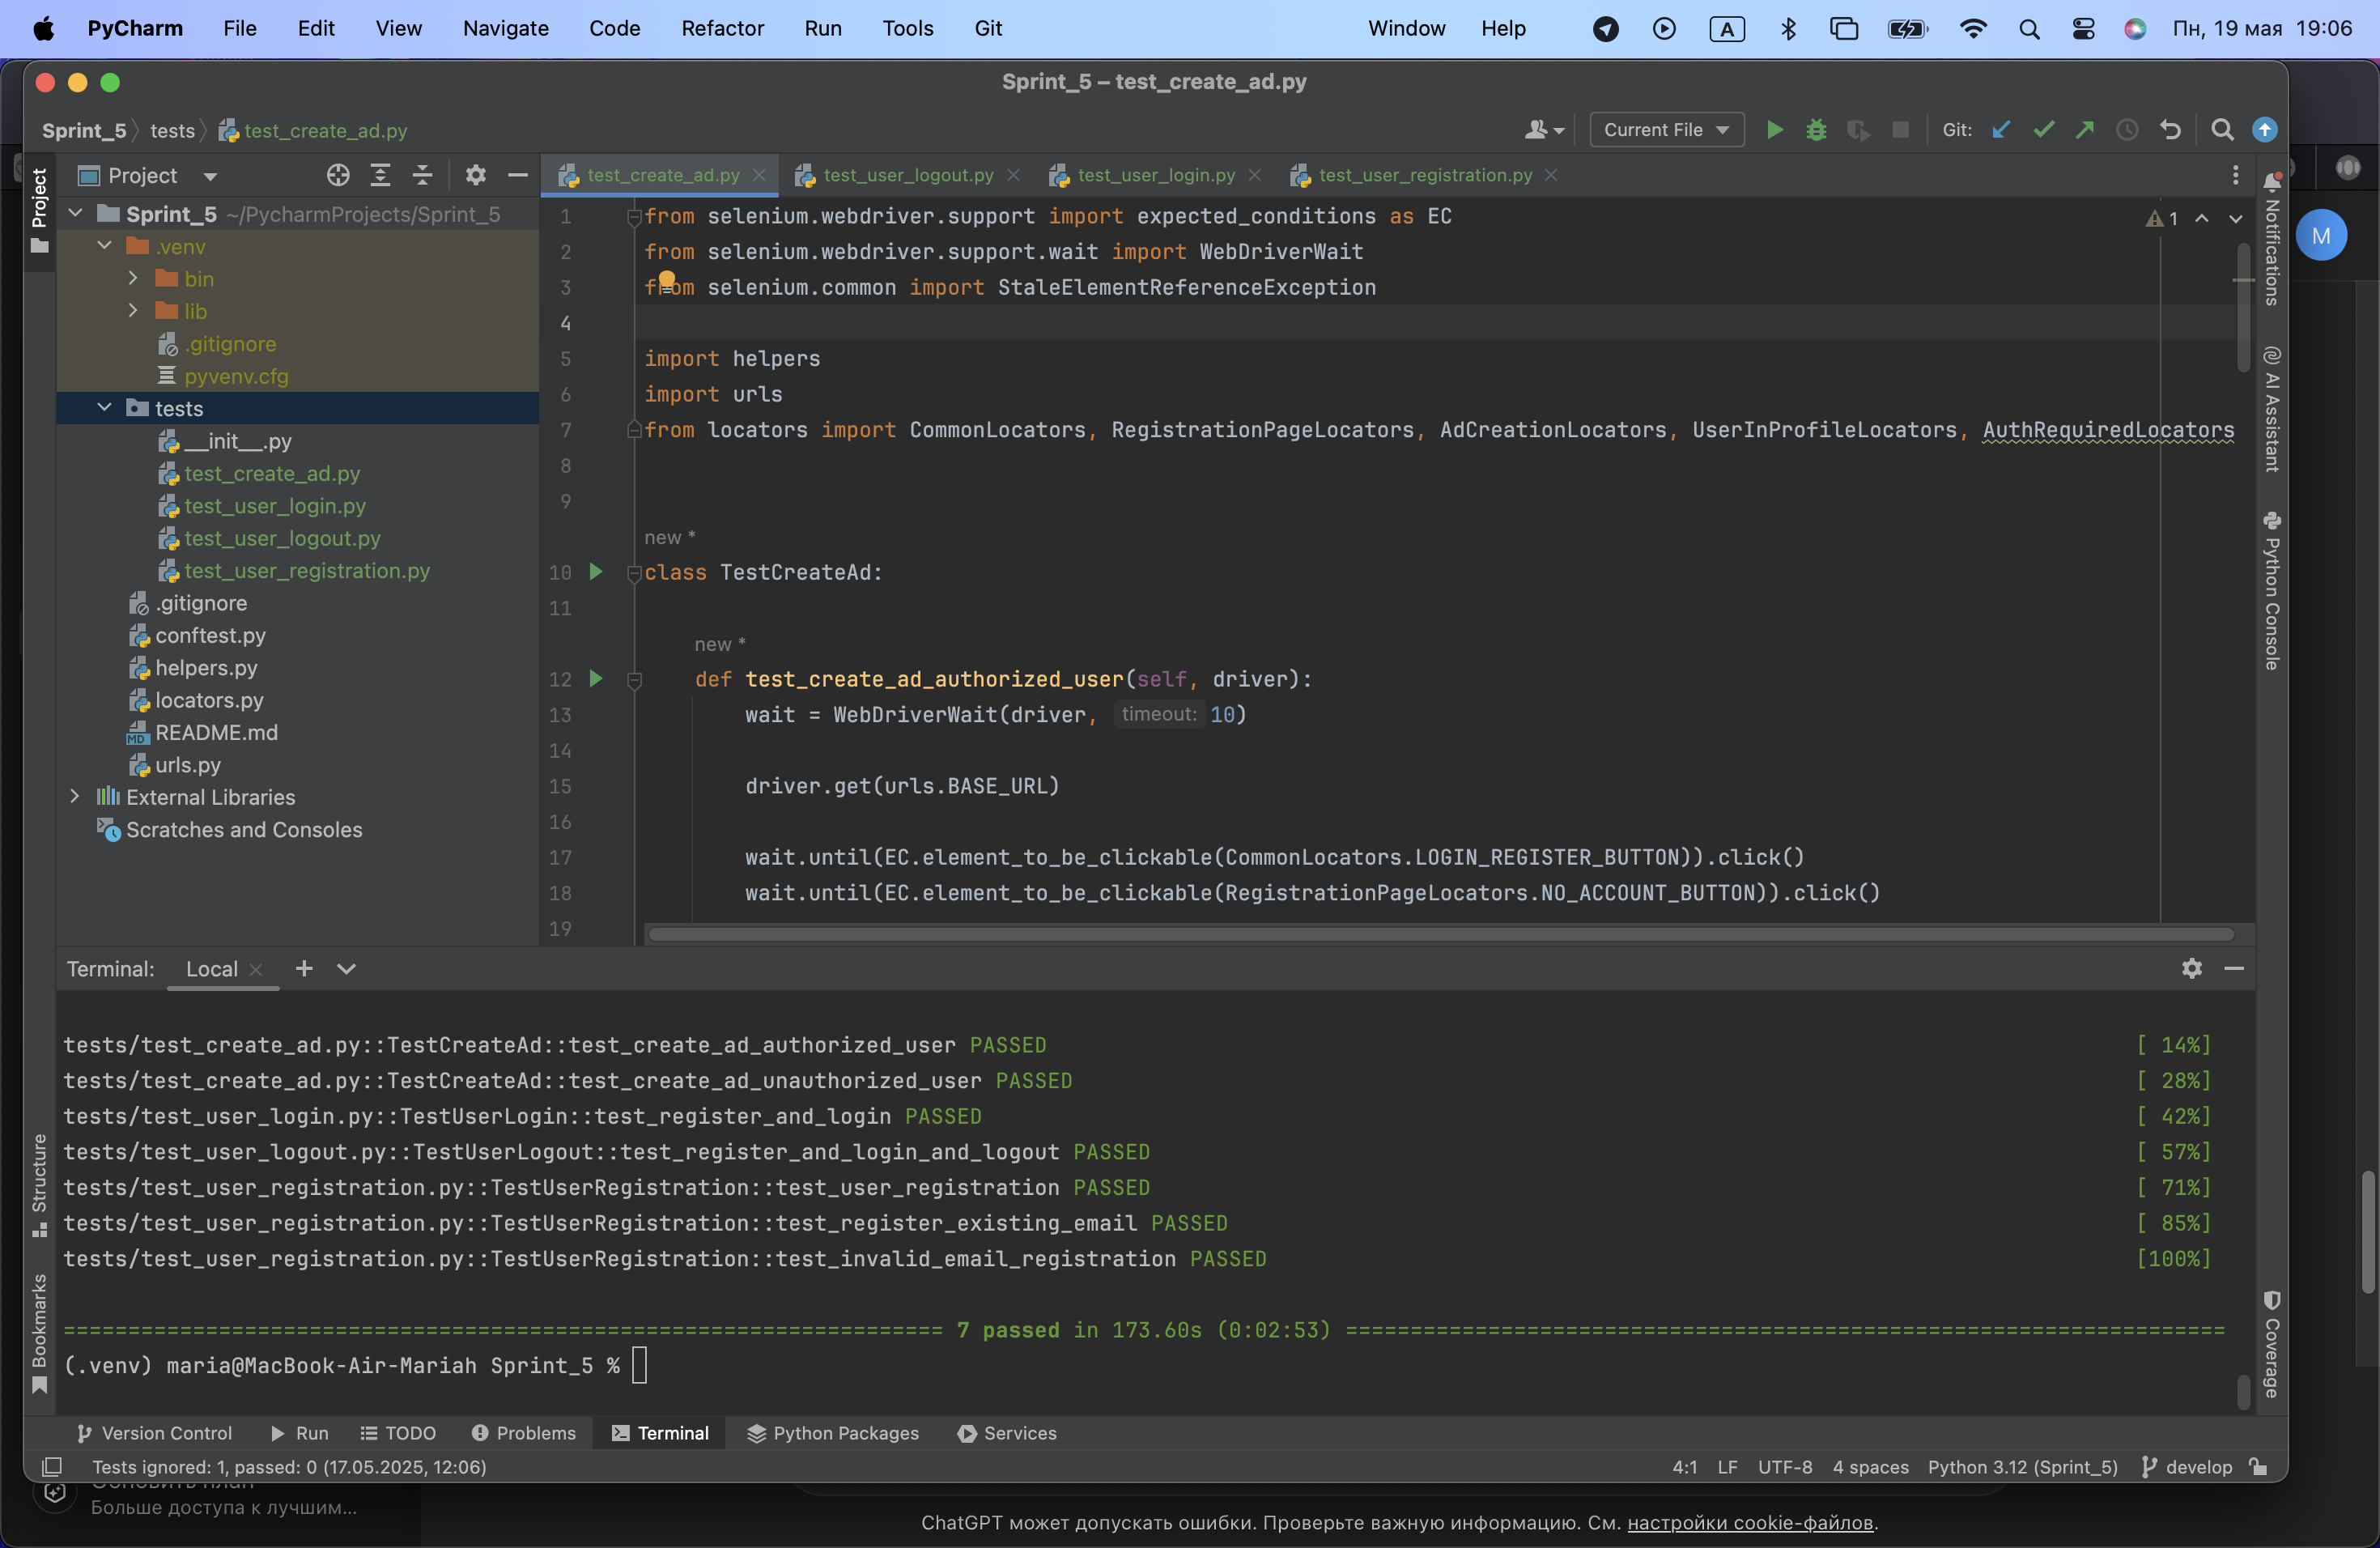 PyCharm File Edit View Navigate Code Refactor Run Tools Git Window Help A Пн, 19 мая 19:06
Sprint_5 – test_create_ad.py
Sprint_5 tests test_create_ad.py Current File Git:
Project
Project
test_create_ad.py test_user_logout.py test_user_login.py test_user_registration.py
Sprint_5 ~/PycharmProjects/Sprint_5
.venv
bin
lib
.gitignore
pyvenv.cfg
tests
__init__.py
test_create_ad.py
test_user_login.py
test_user_logout.py
test_user_registration.py
.gitignore
conftest.py
helpers.py
locators.py
MD README.md
urls.py
External Libraries
Scratches and Consoles
1 from selenium.webdriver.support import expected_conditions as EC
1
2 from selenium.webdriver.support.wait import WebDriverWait
3 from selenium.common import StaleElementReferenceException
4
5 import helpers
6 import urls
7 from locators import CommonLocators, RegistrationPageLocators, AdCreationLocators, UserInProfileLocators, AuthRequiredLocators
8
9
new *
10 class TestCreateAd:
11
new *
12 def test_create_ad_authorized_user(self, driver):
13 wait = WebDriverWait(driver, timeout: 10)
14
15 driver.get(urls.BASE_URL)
16
17 wait.until(EC.element_to_be_clickable(CommonLocators.LOGIN_REGISTER_BUTTON)).click()
18 wait.until(EC.element_to_be_clickable(RegistrationPageLocators.NO_ACCOUNT_BUTTON)).click()
19
Notifications
AI Assistant
Python Console
Coverage
M
Structure
Bookmarks
Terminal: Local
tests/test_create_ad.py::TestCreateAd::test_create_ad_authorized_user PASSED [ 14%]
tests/test_create_ad.py::TestCreateAd::test_create_ad_unauthorized_user PASSED [ 28%]
tests/test_user_login.py::TestUserLogin::test_register_and_login PASSED [ 42%]
tests/test_user_logout.py::TestUserLogout::test_register_and_login_and_logout PASSED [ 57%]
tests/test_user_registration.py::TestUserRegistration::test_user_registration PASSED [ 71%]
tests/test_user_registration.py::TestUserRegistration::test_register_existing_email PASSED [ 85%]
tests/test_user_registration.py::TestUserRegistration::test_invalid_email_registration PASSED [100%]
==================================================================== 7 passed in 173.60s (0:02:53) ====================================================================
(.venv) maria@MacBook-Air-Mariah Sprint_5 %
Version Control Run TODO Problems Terminal Python Packages Services
Tests ignored: 1, passed: 0 (17.05.2025, 12:06) 4:1 LF UTF-8 4 spaces Python 3.12 (Sprint_5) develop
Больше доступа к лучшим...
ChatGPT может допускать ошибки. Проверьте важную информацию. См. настройки cookie-файлов.